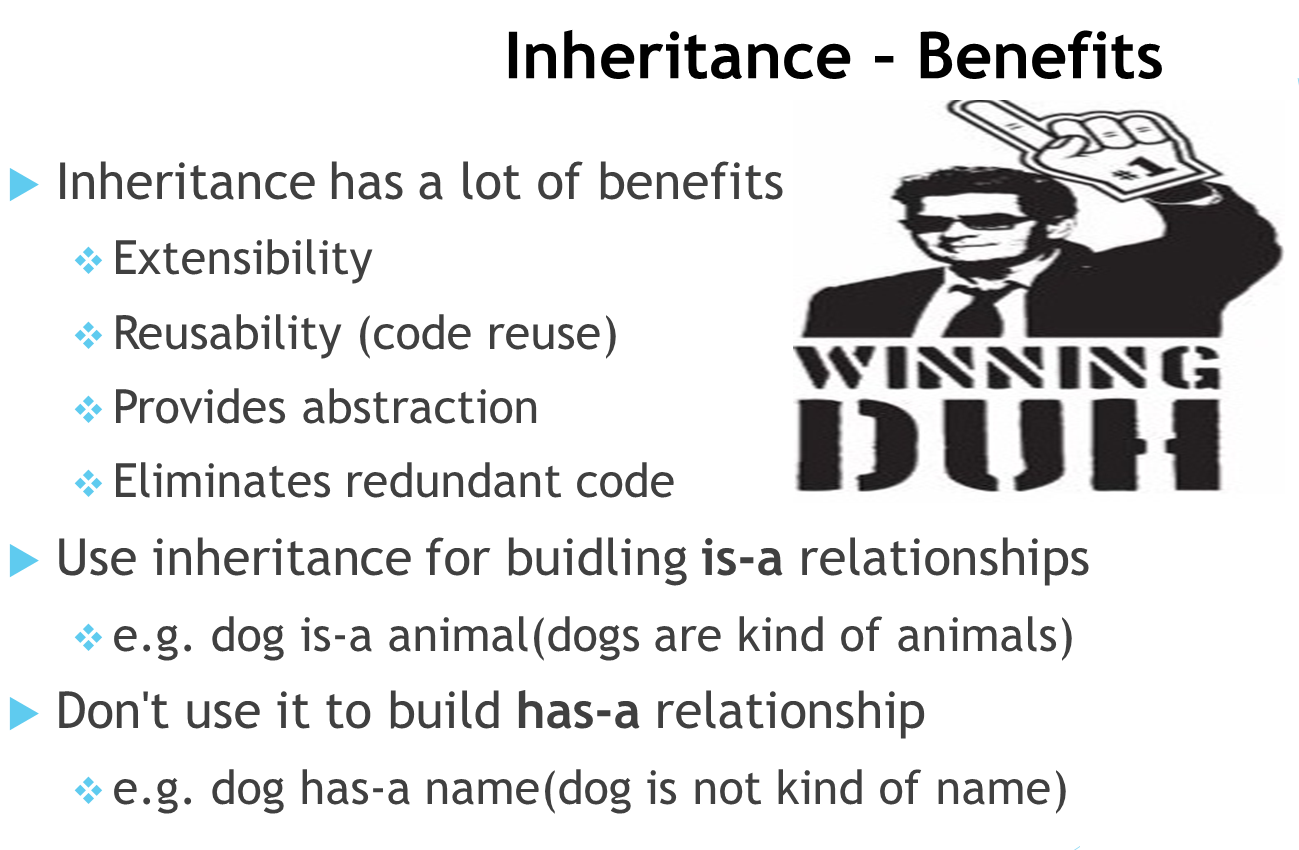 Inheritance – Benefits
Inheritance has a lot of benefits
Extensibility
Reusability (code reuse)
Provides abstraction
Eliminates redundant code
#1
WINNING
DUH
Use inheritance for buidling is-a relationships
e.g. dog is-a animal(dogs are kind of animals)
Don't use it to build has-a relationship
e.g. dog has-a name(dog is not kind of name)